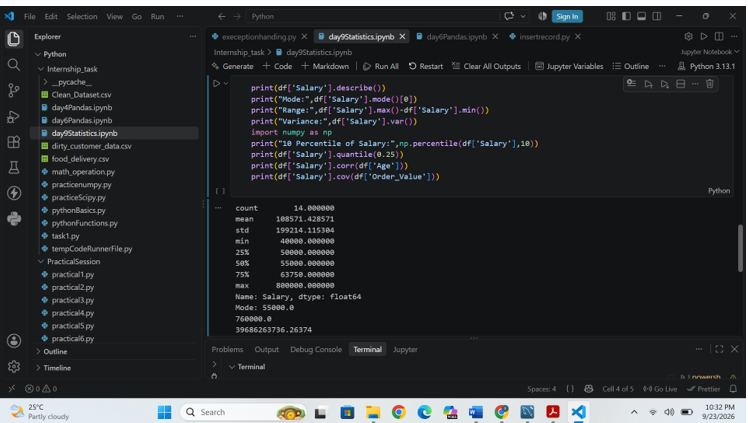 File Edit Selection View Go Run ··· Python Sign In
Explorer
Python
Internship_task
__pycache__
Clean_Dataset.csv
day4Pandas.ipynb
day6Pandas.ipynb
day9Statistics.ipynb
dirty_customer_data.csv
food_delivery.csv
math_operation.py
practicenumpy.py
practiceScipy.py
pythonBasics.py
pythonFunctions.py
task1.py
tempCodeRunnerFile.py
PracticalSession
practical1.py
practical2.py
practical3.py
practical4.py
practical5.py
practical6.py
Outline
Timeline
execeptionhanding.py day9Statistics.ipynb day6Pandas.ipynb insertrecord.py
Internship_task > day9Statistics.ipynb Jupyter Notebook
Generate + Code + Markdown Run All Restart Clear All Outputs Jupyter Variables Outline ··· Python 3.13.1
print(df['Salary'].describe())
print("Mode:",df['Salary'].mode()[0])
print("Range:",df['Salary'].max()-df['Salary'].min())
print("Variance:",df['Salary'].var())
import numpy as np
print("10 Percentile of Salary:",np.percentile(df['Salary'],10))
print(df['Salary'].quantile(0.25))
print(df['Salary'].corr(df['Age']))
print(df['Salary'].cov(df['Order_Value']))
[ ] Python
count 14.000000
mean 108571.428571
std 199214.115304
min 40000.000000
25% 50000.000000
50% 55000.000000
75% 63750.000000
max 800000.000000
Name: Salary, dtype: float64
Mode: 55000.0
760000.0
39686263736.26374
Problems Output Debug Console Terminal Jupyter
Terminal
0 0 Spaces: 4 {} Cell 4 of 5 Go Live Prettier
25°C
Partly cloudy
Search
10:32 PM
9/23/2026